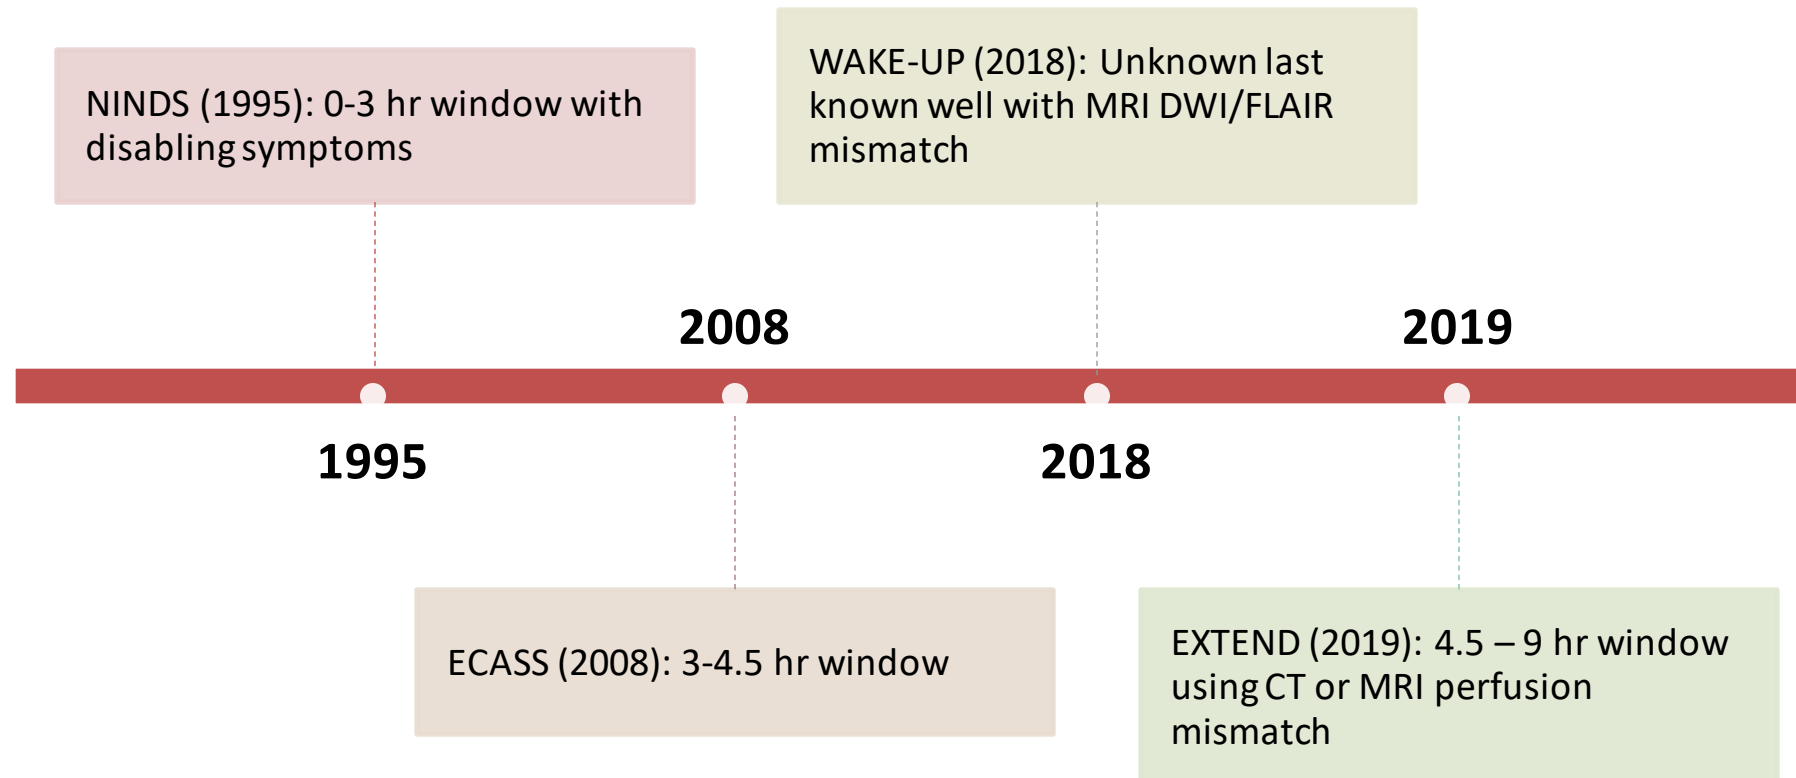 NINDS (1995): 0-3 hr window with
disabling symptoms
WAKE-UP (2018): Unknown last
known well with MRI DWI/FLAIR
mismatch
2008
2019
1995
2018
ECASS (2008): 3-4.5 hr window
EXTEND (2019): 4.5 – 9 hr window
using CT or MRI perfusion
mismatch